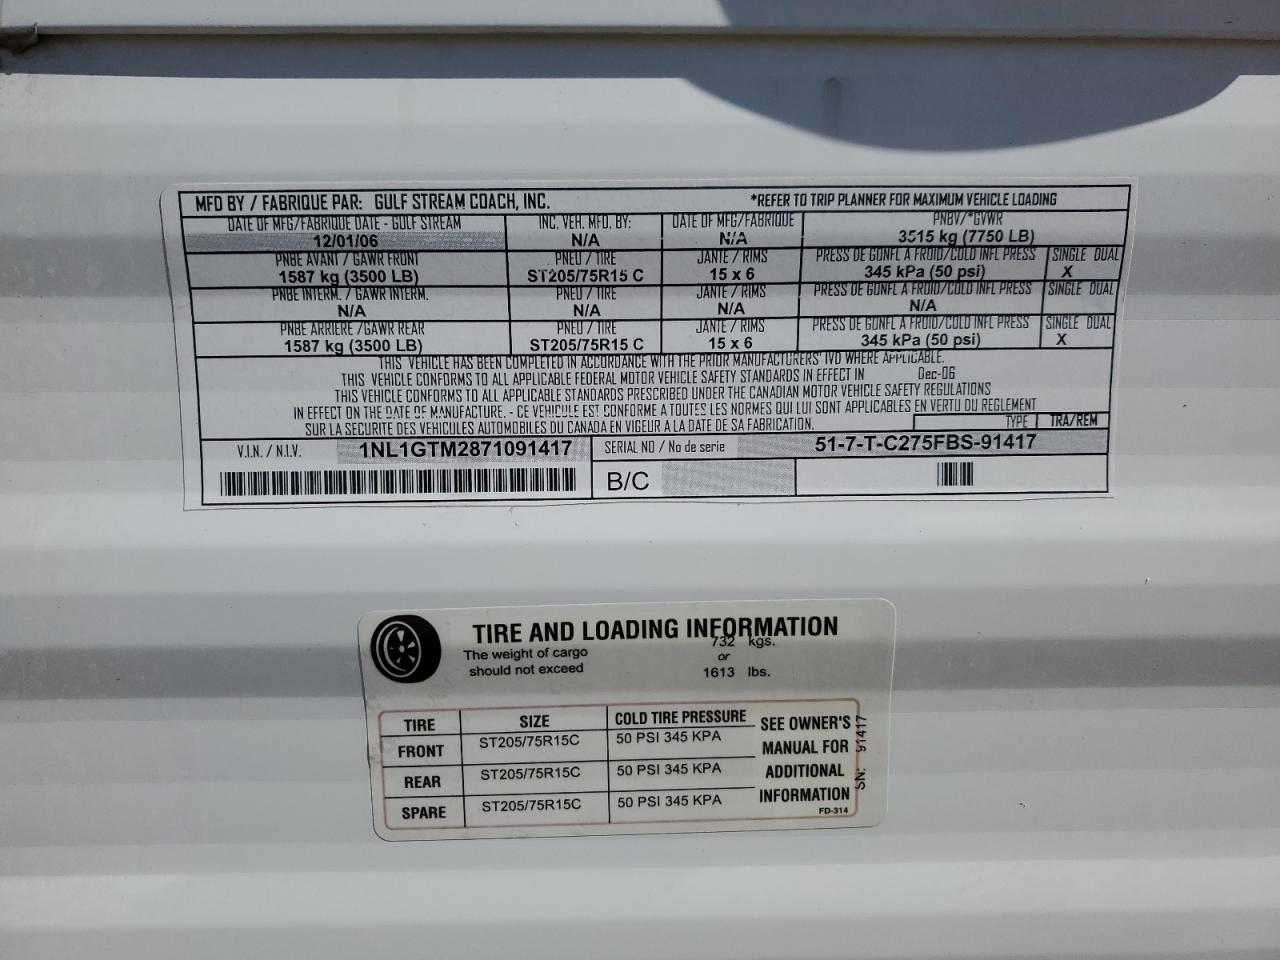 MFD BY / FABRIQUE PAR: GULF STREAM COACH, INC. *REFER TO TRIP PLANNER FOR MAXIMUM VEHICLE LOADING
DATE OF MFG/FABRIQUE DATE - GULF STREAM INC. VEH. MFD. BY: DATE OF MFG/FABRIQUE PNBV/*GVWR
12/01/06 N/A N/A 3515 kg (7750 LB)
PNBE AVANT / GAWR FRONT PNEU / TIRE JANTE / RIMS PRESS DE GONFL A FROID/COLD INFL PRESS SINGLE DUAL
1587 kg (3500 LB) ST205/75R15 C 15 x 6 345 kPa (50 psi) X
PNBE INTERM. / GAWR INTERM. PNEU / TIRE JANTE / RIMS PRESS DE GONFL A FROID/COLD INFL PRESS SINGLE DUAL
N/A N/A N/A N/A
PNBE ARRIERE /GAWR REAR PNEU / TIRE JANTE / RIMS PRESS DE GONFL A FROID/COLD INFL PRESS SINGLE DUAL
1587 kg (3500 LB) ST205/75R15 C 15 x 6 345 kPa (50 psi) X
THIS VEHICLE HAS BEEN COMPLETED IN ACCORDANCE WITH THE PRIOR MANUFACTURERS' IVD WHERE APPLICABLE.
THIS VEHICLE CONFORMS TO ALL APPLICABLE FEDERAL MOTOR VEHICLE SAFETY STANDARDS IN EFFECT IN Dec-06
THIS VEHICLE CONFORMS TO ALL APPLICABLE STANDARDS PRESCRIBED UNDER THE CANADIAN MOTOR VEHICLE SAFETY REGULATIONS
IN EFFECT ON THE DATE OF MANUFACTURE. - CE VEHICULE EST CONFORME A TOUTES LES NORMES QUI LUI SONT APPLICABLES EN VERTU DU REGLEMENT
SUR LA SECURITE DES VEHICULES AUTOMOBILES DU CANADA EN VIGEUR A LA DATE DE SA FABRICATION. TYPE TRA/REM
V.I.N. / N.I.V. 1NL1GTM2871091417 SERIAL NO / No de serie 51-7-T-C275FBS-91417
B/C
TIRE AND LOADING INFORMATION
The weight of cargo 732 kgs.
should not exceed or
1613 lbs.
TIRE SIZE COLD TIRE PRESSURE
FRONT ST205/75R15C 50 PSI 345 KPA
REAR ST205/75R15C 50 PSI 345 KPA
SPARE ST205/75R15C 50 PSI 345 KPA
SEE OWNER'S
MANUAL FOR
ADDITIONAL
INFORMATION
FD-314
SN: 91417